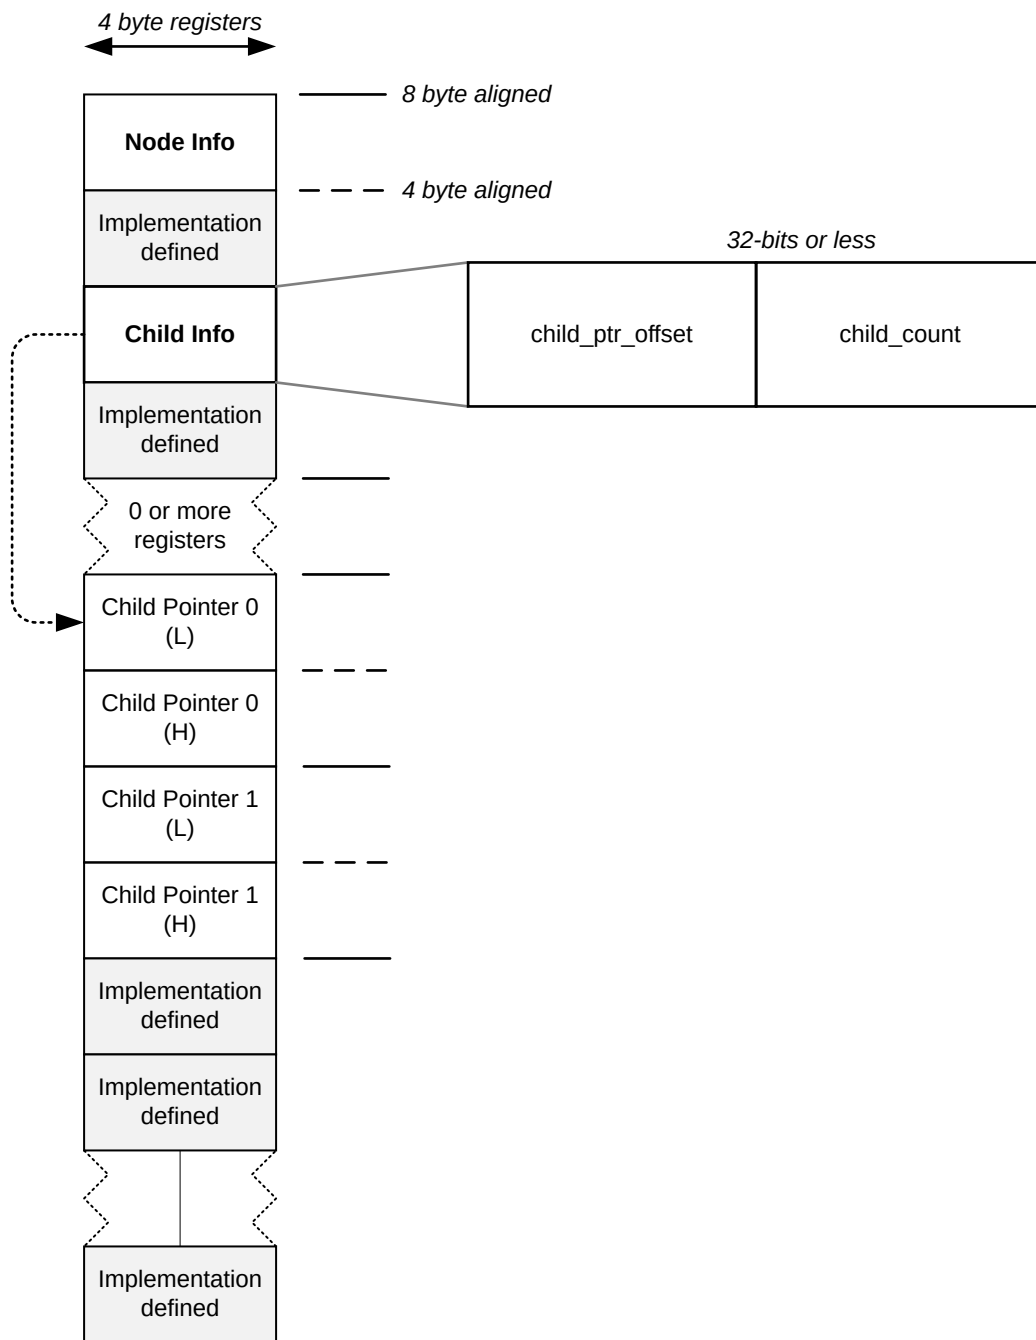 4 byte registers
8 byte aligned
Node Info
4 byte aligned
Implementation
defined
32-bits or less
Child Info
child_ptr_offset
child_count
Implementation
defined
0 or more
registers
Child Pointer 0
(L)
Child Pointer 0
(H)
Child Pointer 1
(L)
Child Pointer 1
(H)
Implementation
defined
Implementation
defined
Implementation
defined